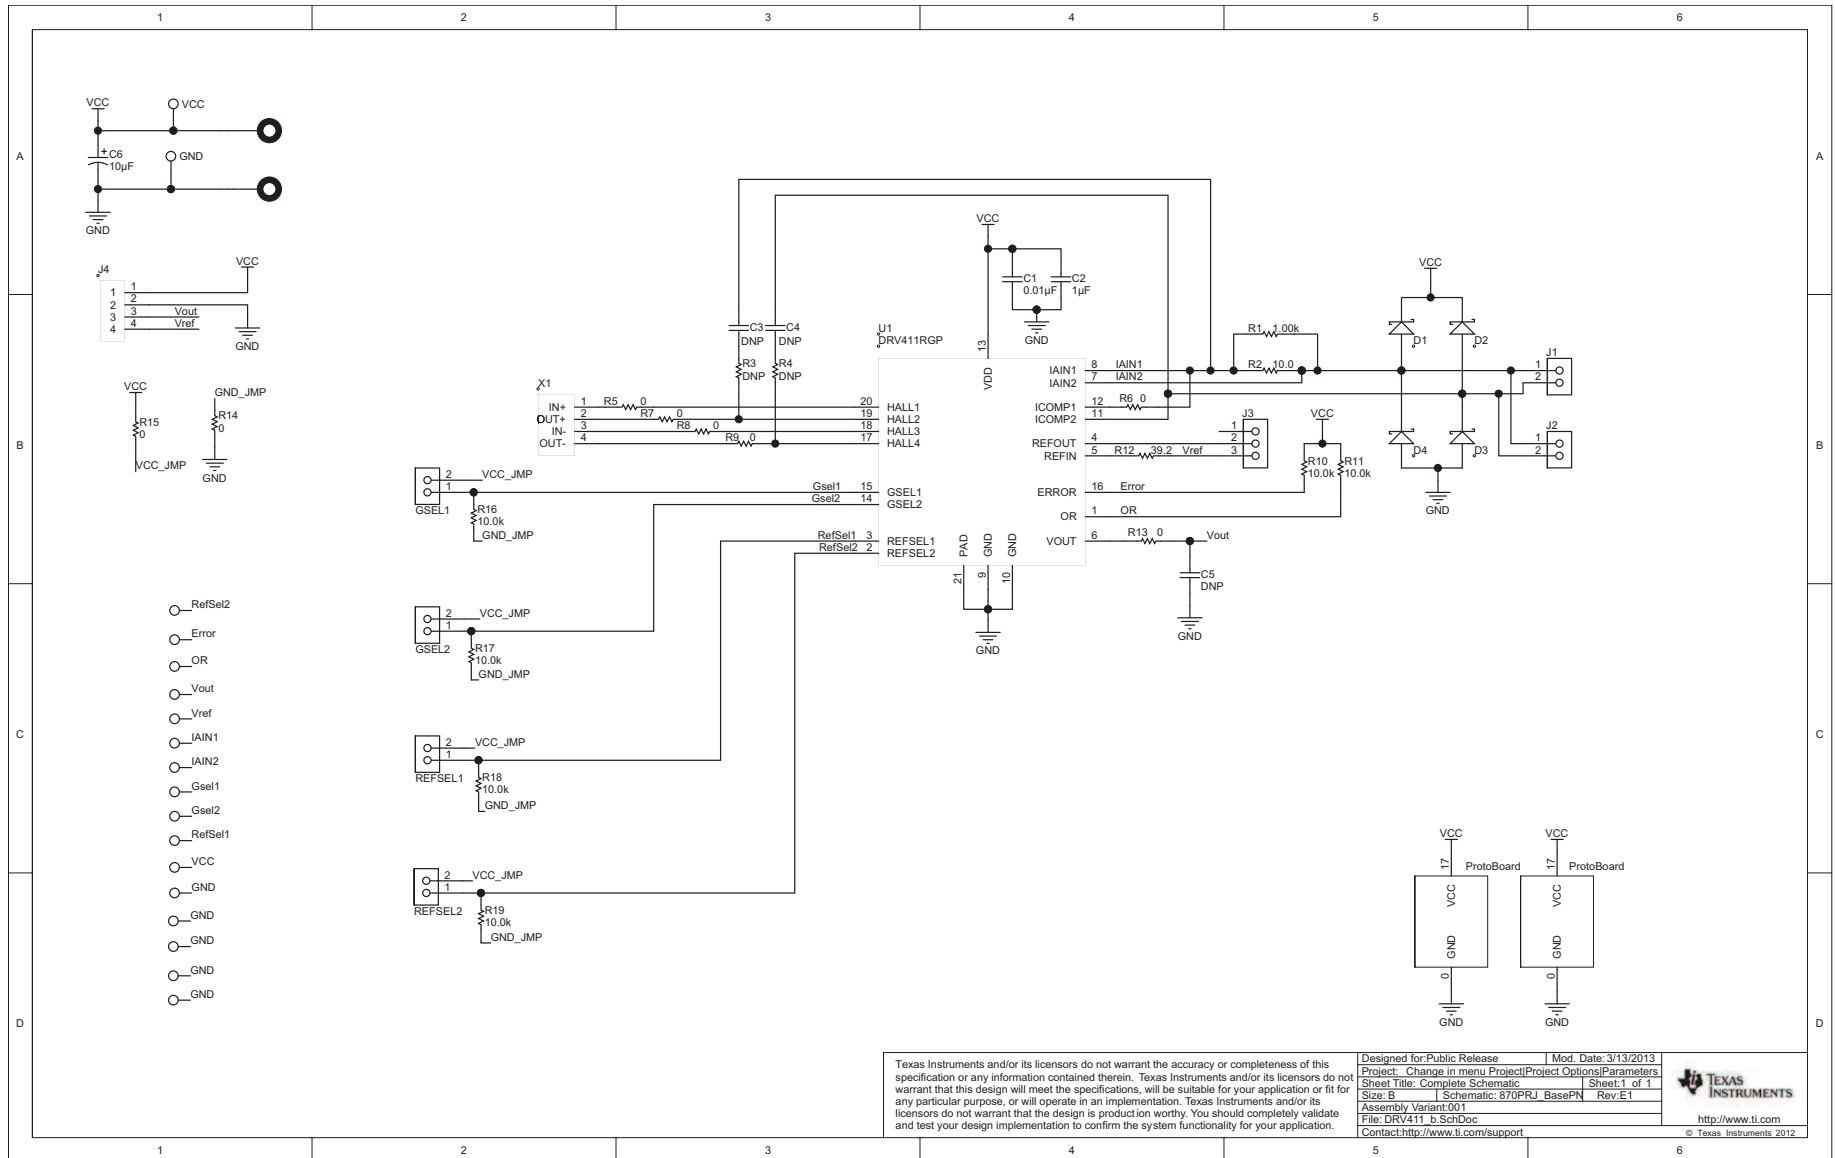 1 2 3 4 5 6
A A
B B
C C
D D
VCC
VCC
C6
10µF
GND
GND
J4
VCC
1 1
2 2
3 3 Vout
4 4 Vref
GND
VCC
R15
0
VCC_JMP
GND_JMP
R14
0
GND
RefSel2
Error
OR
Vout
Vref
IAIN1
IAIN2
Gsel1
Gsel2
RefSel1
VCC
GND
GND
GND
GND
GND
2 VCC_JMP
1
GSEL1
R16
10.0k
GND_JMP
2 VCC_JMP
1
GSEL2
R17
10.0k
GND_JMP
2 VCC_JMP
1
REFSEL1
R18
10.0k
GND_JMP
2 VCC_JMP
1
REFSEL2
R19
10.0k
GND_JMP
X1
IN+ 1 R5 0
OUT+ 2 R7 0
IN- 3 R8 0
OUT- 4 R9 0
C3
DNP
C4
DNP
R3
DNP
R4
DNP
VCC
C1
0.01µF
C2
1µF
GND
U1
DRV411RGP
13
VDD
20 HALL1
19 HALL2
18 HALL3
17 HALL4
Gsel1 15 GSEL1
Gsel2 14 GSEL2
RefSel1 3 REFSEL1
RefSel2 2 REFSEL2
PAD GND GND
21 9 10
GND
IAIN1 8 IAIN1
IAIN2 7 IAIN2
ICOMP1 12 R6 0
ICOMP2 11
REFOUT 4
REFIN 5 R12 39.2 Vref
ERROR 16 Error
OR 1 OR
VOUT 6 R13 0 Vout
C5
DNP
GND
R1 1.00k
R2 10.0
J3
1
2
3
VCC
R10
10.0k
R11
10.0k
VCC
D1
D2
D4
D3
GND
J1
1
2
J2
1
2
VCC
17 ProtoBoard
VCC
GND
0
GND
VCC
17 ProtoBoard
VCC
GND
0
GND
Texas Instruments and/or its licensors do not warrant the accuracy or completeness of this
specification or any information contained therein. Texas Instruments and/or its licensors do not
warrant that this design will meet the specifications, will be suitable for your application or fit for
any particular purpose, or will operate in an implementation. Texas Instruments and/or its
licensors do not warrant that the design is production worthy. You should completely validate
and test your design implementation to confirm the system functionality for your application.
Designed for:Public Release Mod. Date: 3/13/2013
Project: Change in menu Project|Project Options|Parameters
Sheet Title: Complete Schematic Sheet:1 of 1
Size: B Schematic: 870PRJ_BasePN Rev:E1
Assembly Variant:001
File: DRV411_b.SchDoc
Contact:http://www.ti.com/support
TEXAS
INSTRUMENTS
http://www.ti.com
© Texas Instruments 2012
1 2 3 4 5 6